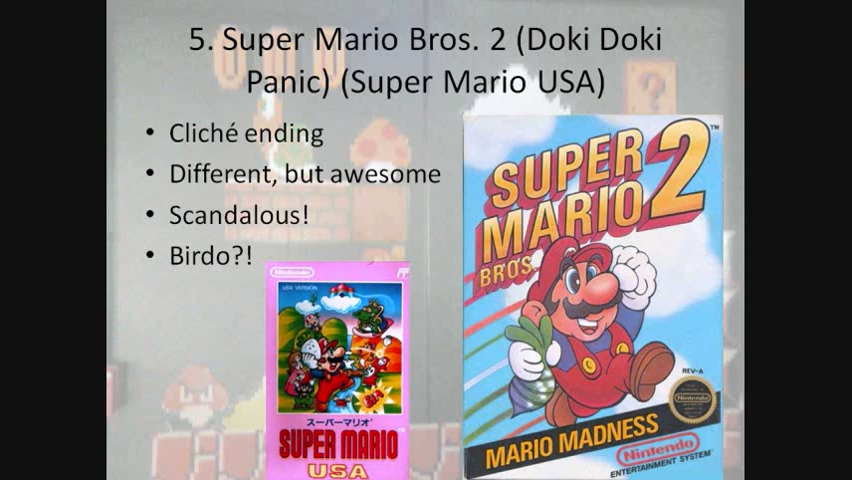 5. Super Mario Bros. 2 (Doki Doki
Panic) (Super Mario USA)
• Cliché ending
• Different, but awesome
• Scandalous!
• Birdo?!
Nintendo
USA VERSION
スーパーマリオ
SUPER MARIO
USA
SUPER
MARIO 2
BROS.
TM
REV-A
MARIO MADNESS
Nintendo
ENTERTAINMENT SYSTEM
Nintendo